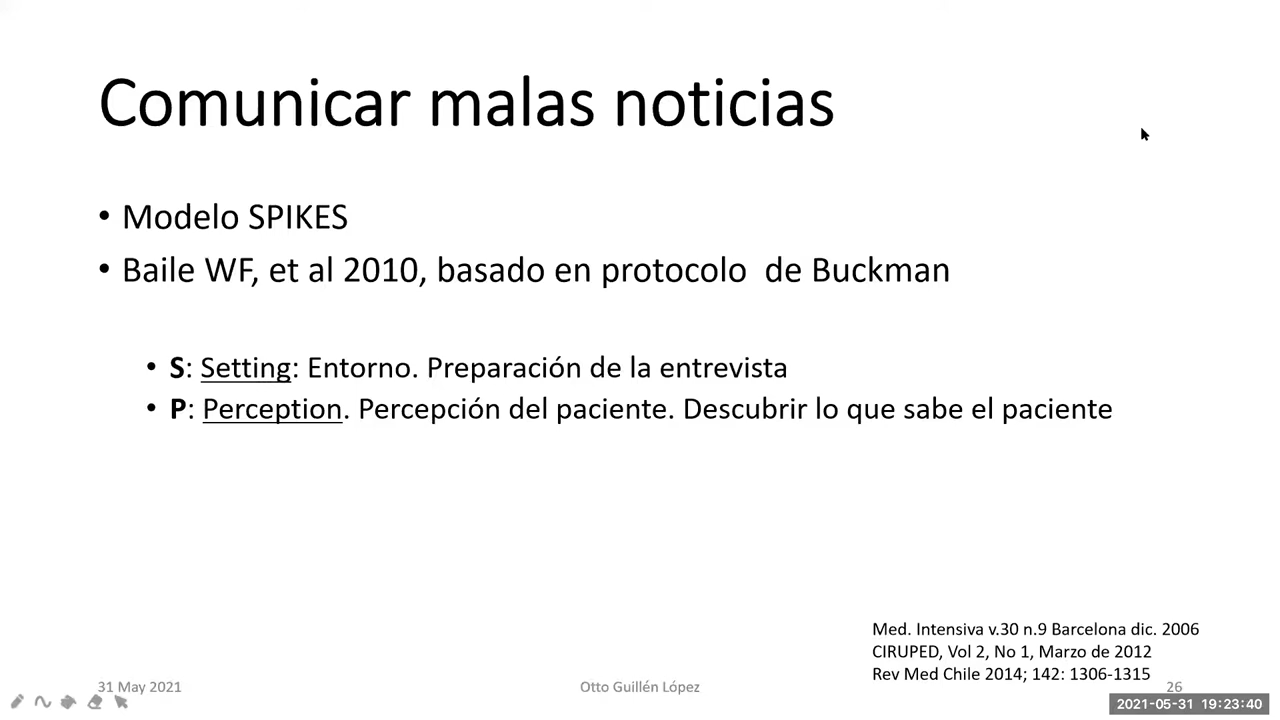 Comunicar malas noticias
• Modelo SPIKES
• Baile WF, et al 2010, basado en protocolo de Buckman
• S: Setting: Entorno. Preparación de la entrevista
• P: Perception. Percepción del paciente. Descubrir lo que sabe el paciente
Med. Intensiva v.30 n.9 Barcelona dic. 2006
CIRUPED, Vol 2, No 1, Marzo de 2012
Rev Med Chile 2014; 142: 1306-1315
31 May 2021
Otto Guillén López
26
2021-05-31 19:23:40